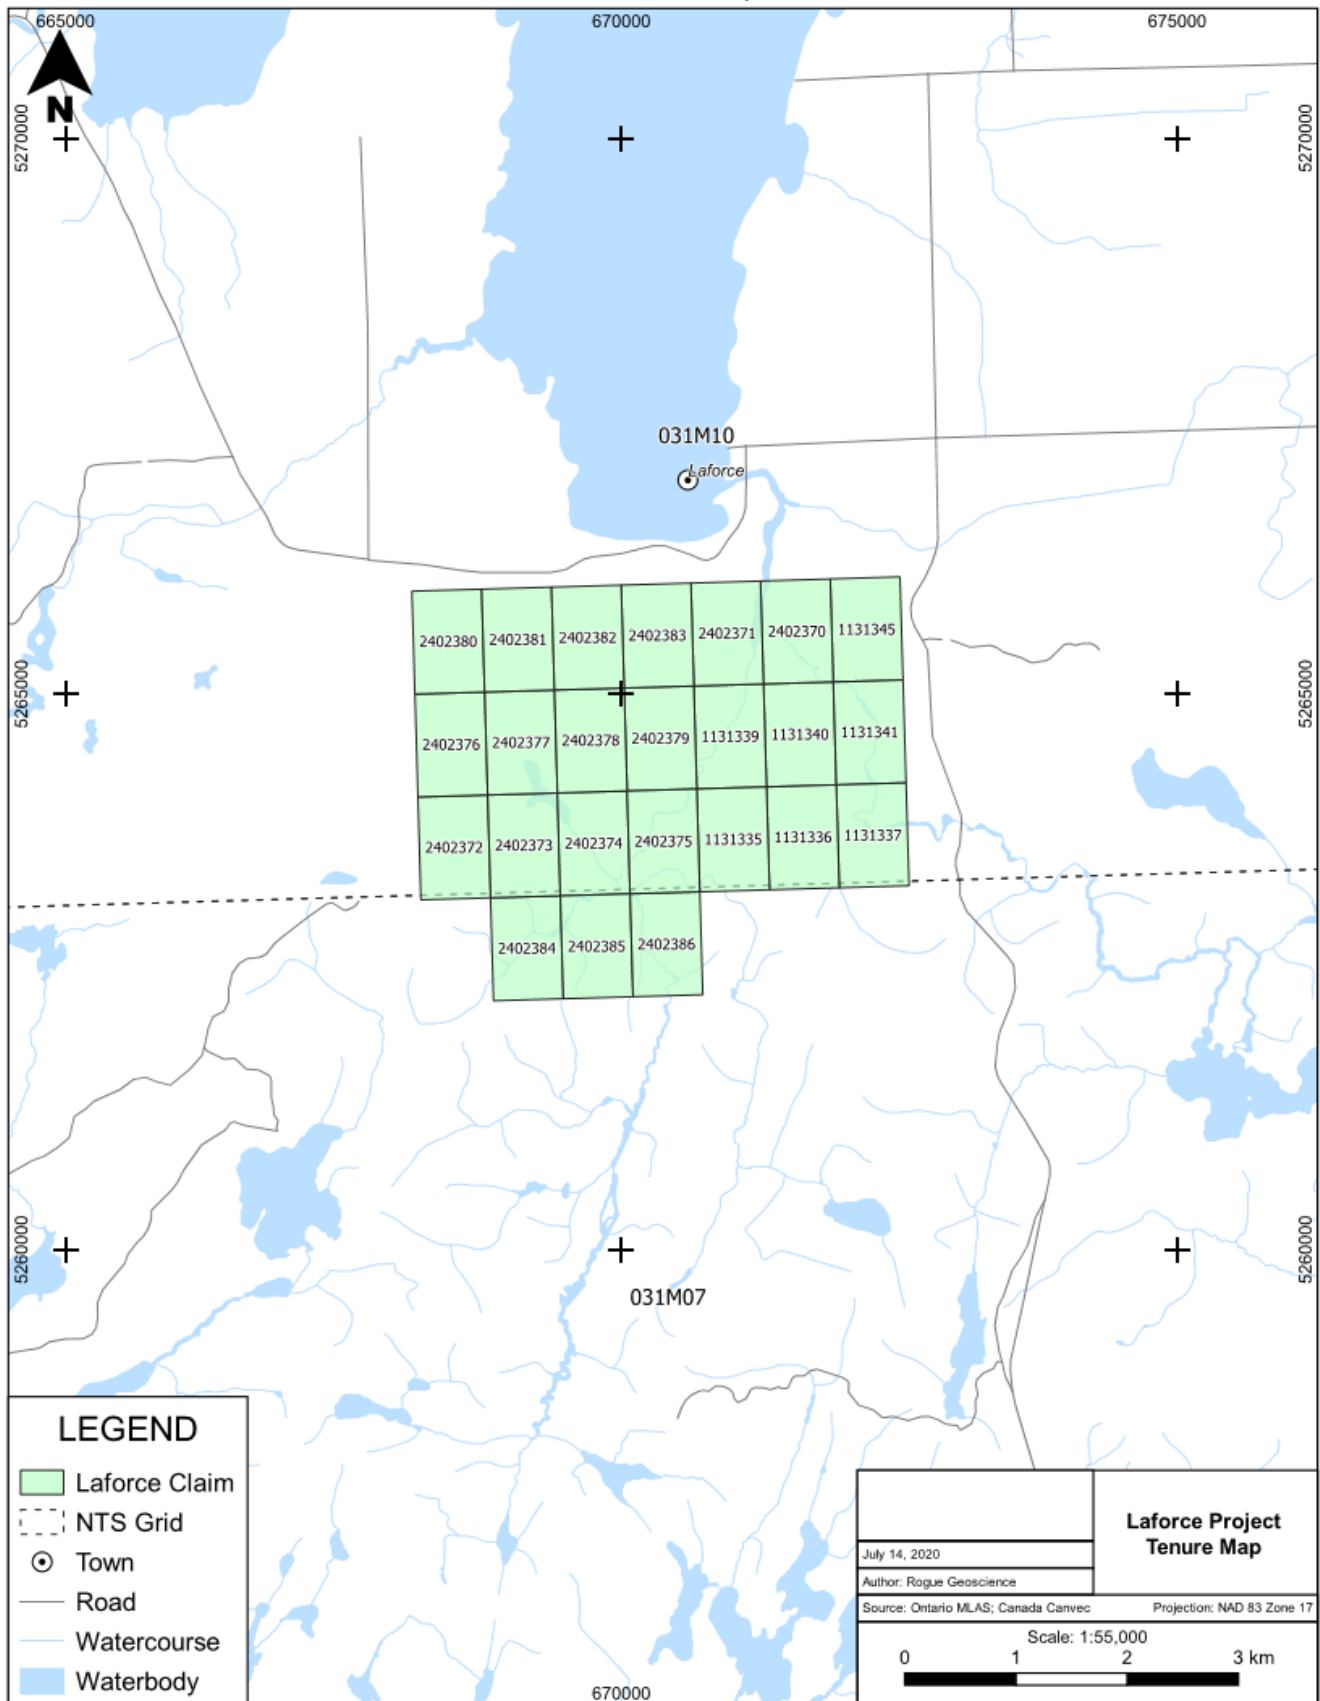 665000
670000
675000
N
5270000
5270000
031M10
Laforce
2402380
2402381
2402382
2402383
2402371
2402370
1131345
5265000
5265000
2402376
2402377
2402378
2402379
1131339
1131340
1131341
2402372
2402373
2402374
2402375
1131335
1131336
1131337
2402384
2402385
2402386
5260000
5260000
031M07
LEGEND
Laforce Claim
NTS Grid
Town
Road
Watercourse
Waterbody
670000
July 14, 2020
Author: Rogue Geoscience
Laforce Project
Tenure Map
Source: Ontario MLAS; Canada Canvec
Projection: NAD 83 Zone 17
Scale: 1:55,000
0 1 2 3 km